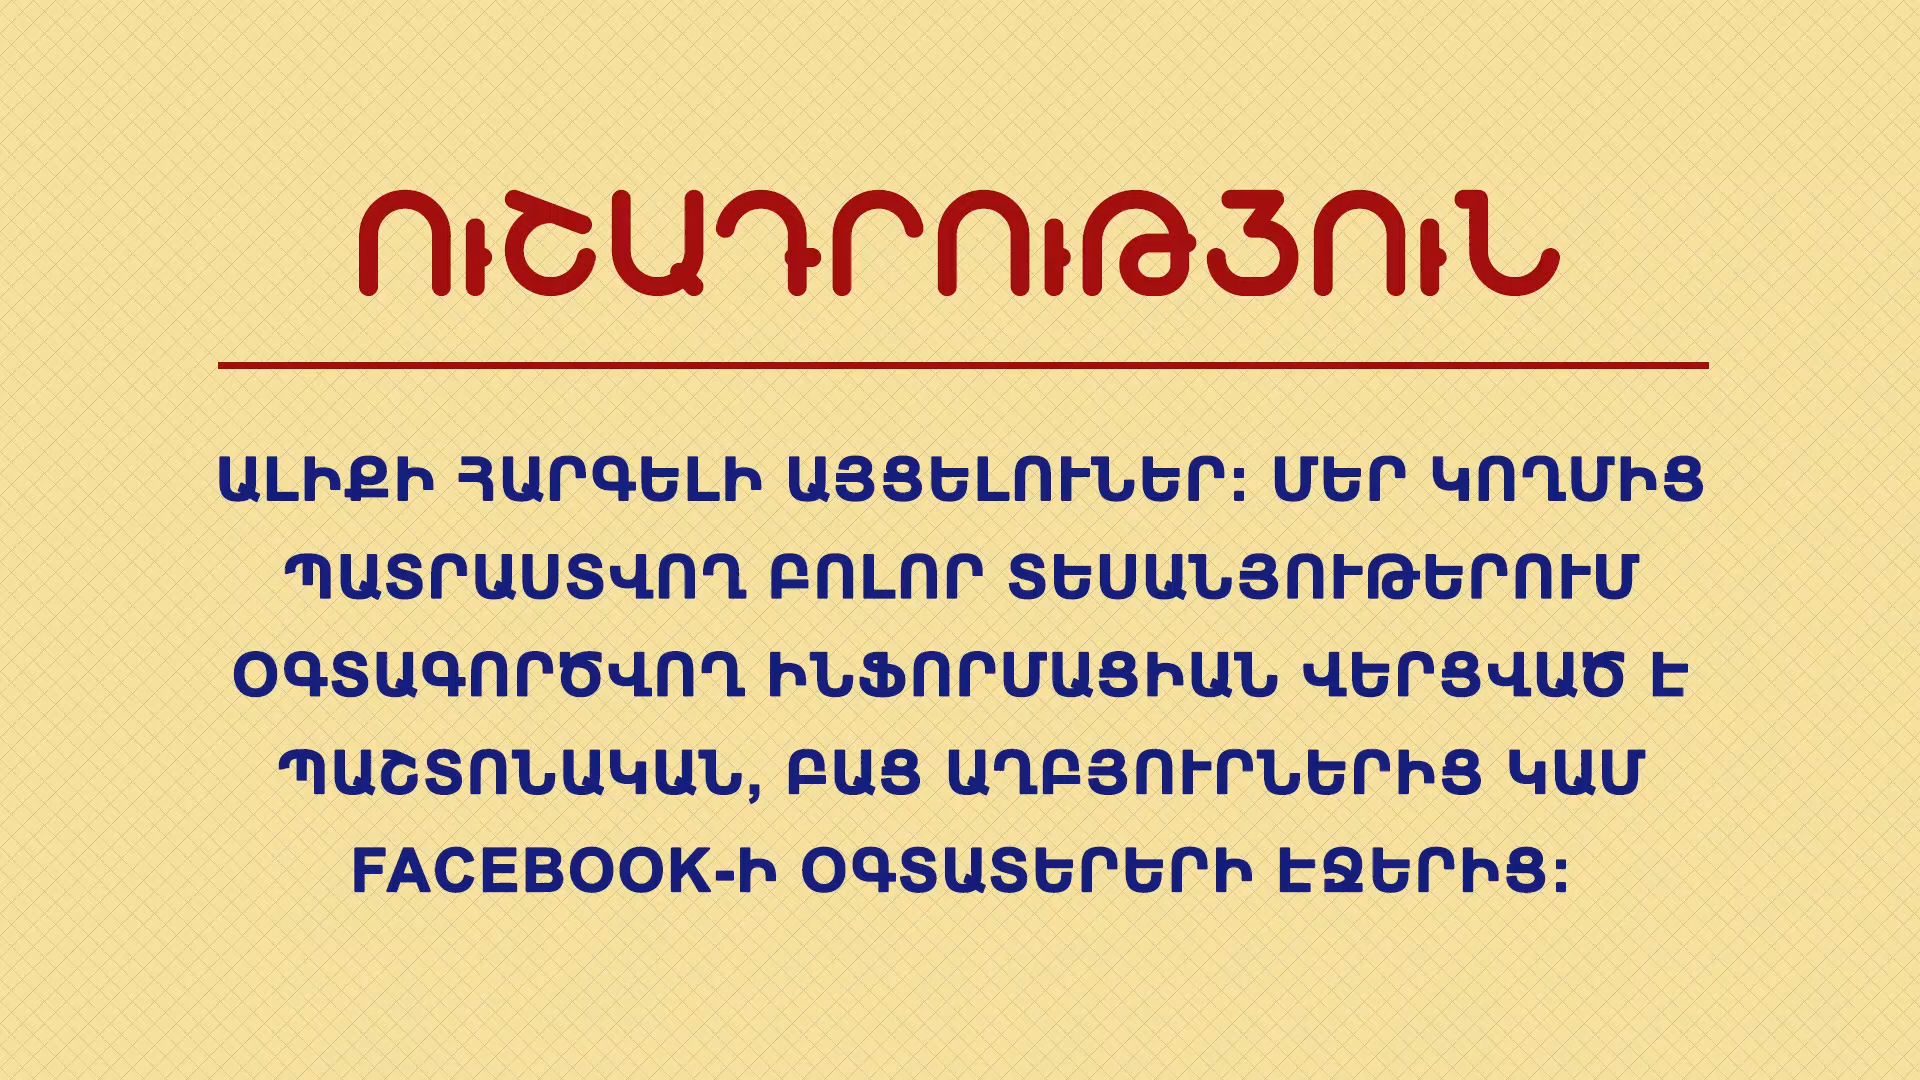 ՈՒՇԱԴՐՈՒԹՅՈՒՆ
ԱԼԻՔԻ ՀԱՐԳԵԼԻ ԱՅՑԵԼՈՒՆԵՐ։ ՄԵՐ ԿՈՂՄԻՑ
ՊԱՏՐԱՍՏՎՈՂ ԲՈԼՈՐ ՏԵՍԱՆՅՈՒԹԵՐՈՒՄ
ՕԳՏԱԳՈՐԾՎՈՂ ԻՆՖՈՐՄԱՑԻԱՆ ՎԵՐՑՎԱԾ Է
ՊԱՇՏՈՆԱԿԱՆ, ԲԱՑ ԱՂԲՅՈՒՐՆԵՐԻՑ ԿԱՄ
FACEBOOK-Ի ՕԳՏԱՏԵՐԵՐԻ ԷՋԵՐԻՑ։